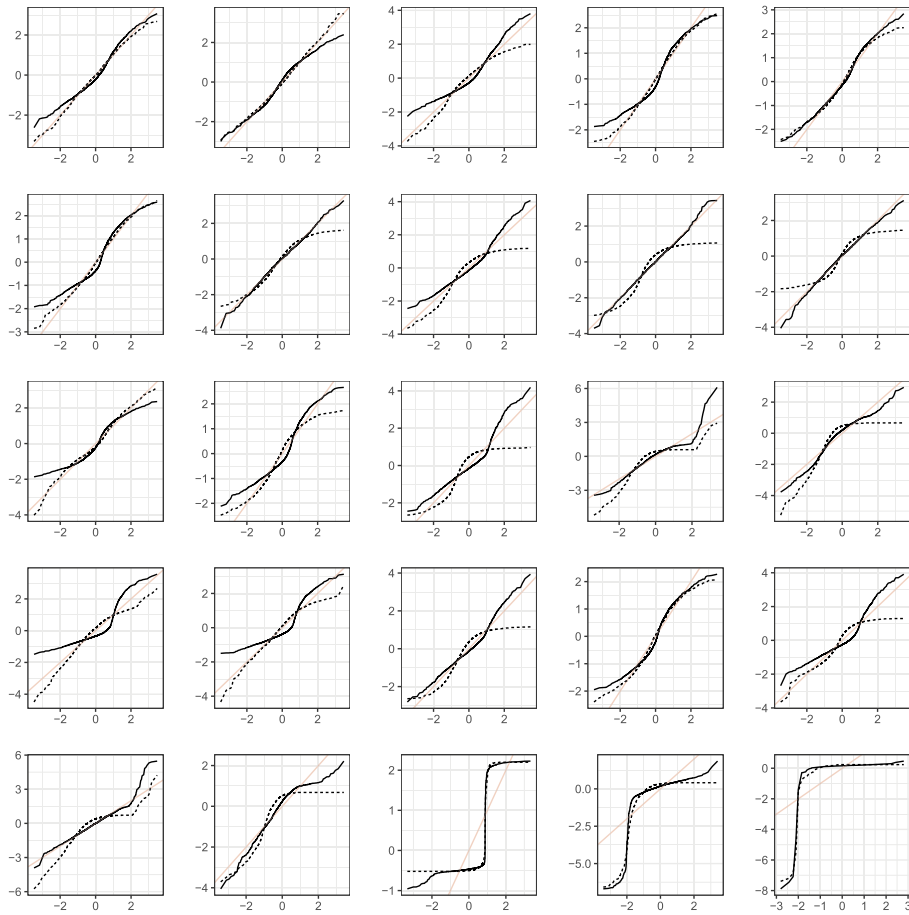 2 2 4 2 3
0 0 2 1 2
−2 −2 0 0 1
−2 −1 0
−4 −2 −1
−2
−2 0 2 −2 0 2 −2 0 2 −2 0 2 −2 0 2
2 2 4 2 2
1 0 2 0 0
0 −2 0 −2 −2
−1 −4 −2 −4 −4
−2 −4
−3
−2 0 2 −2 0 2 −2 0 2 −2 0 2 −2 0 2
2 2 4 6 2
0 1 2 3 0
−2 0 0 0 −2
−4 −1 −2 −3 −4
−2
−2 0 2 −2 0 2 −2 0 2 −2 0 2 −2 0 2
2 2 4 2 4
0 0 2 1 2
−2 −2 0 0 0
−4 −4 −2 −1 −2
−2 −4
−2 0 2 −2 0 2 −2 0 2 −2 0 2 −2 0 2
6 2 2 0.0 0
3 0 1 −2.5 −2
0 −2 0 −5.0 −4
−3 −4 −1 −6
−6 −8
−2 0 2 −2 0 2 −2 0 2 −2 0 2 −3 −2 −1 0 1 2 3